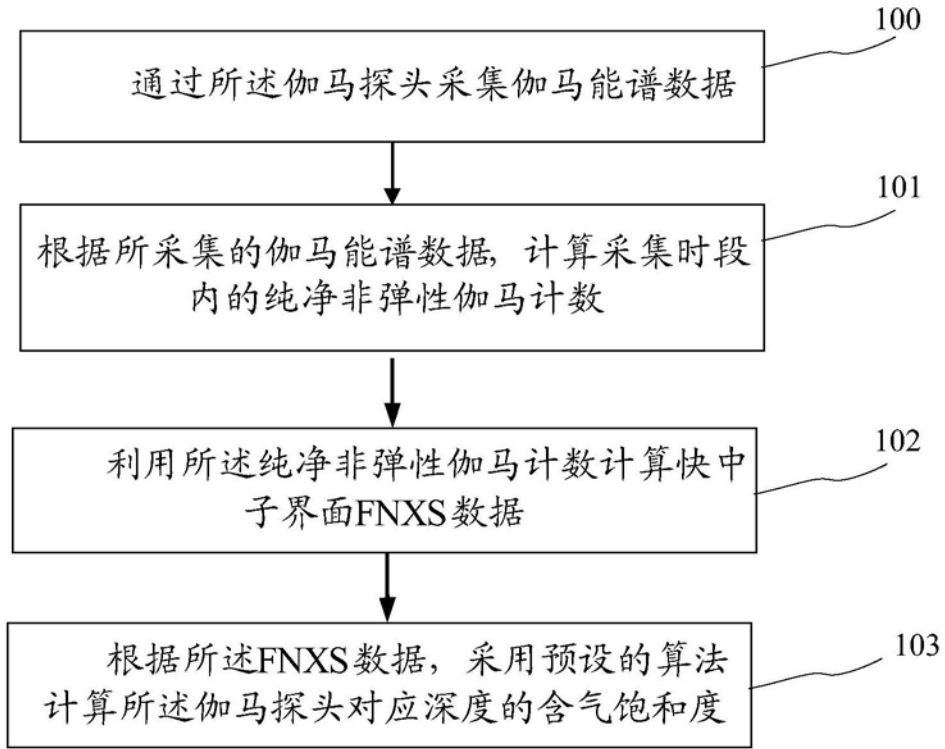 100
通过所述伽马探头采集伽马能谱数据
101
根据所采集的伽马能谱数据，计算采集时段
内的纯净非弹性伽马计数
102
利用所述纯净非弹性伽马计数计算快中
子界面FNXS数据
103
根据所述FNXS数据，采用预设的算法
计算所述伽马探头对应深度的含气饱和度